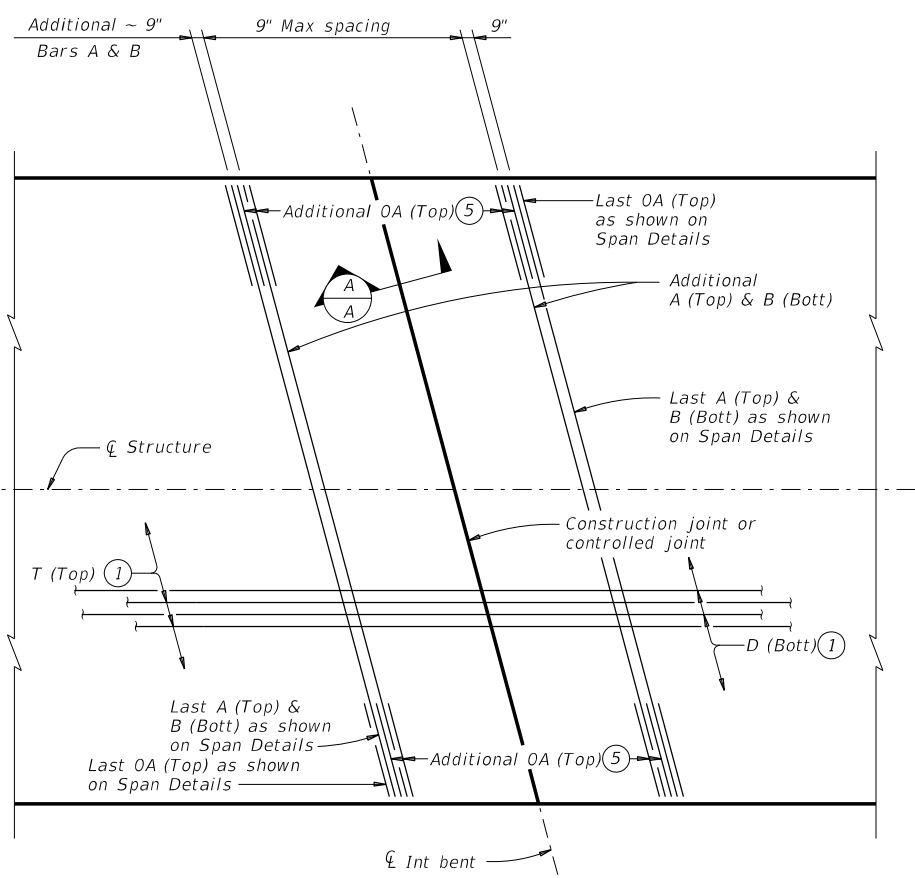 Additional ~ 9"
Bars A & B
9" Max spacing
9"
Additional OA (Top) 5
Last OA (Top)
as shown on
Span Details
A
A
Additional
A (Top) & B (Bott)
Last A (Top) &
B (Bott) as shown
on Span Details
℄ Structure
Construction joint or
controlled joint
T (Top) 1
D (Bott) 1
Last A (Top) &
B (Bott) as shown
on Span Details
Last OA (Top) as shown
on Span Details
Additional OA (Top) 5
℄ Int bent